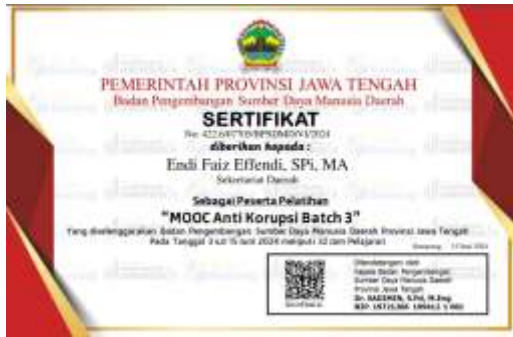 PEMERINTAH PROVINSI JAWA TENGAH
Badan Pengembangan Sumber Daya Manusia Daerah
SERTIFIKAT
diberikan kepada :
Endi Faiz Effendi, SPi, MA
Sekretariat Daerah
Sebagai Peserta Pelatihan
"MOOC Anti Korupsi Batch 3"
Yang diselenggarakan Badan Pengembangan Sumber Daya Manusia Daerah Provinsi Jawa Tengah
Pada Tanggal 3 s.d 15 Juni 2024 meliputi 32 Jam Pelajaran
Ditandatangani oleh
Kepala Badan Pengembangan
Sumber Daya Manusia Daerah
Provinsi Jawa Tengah